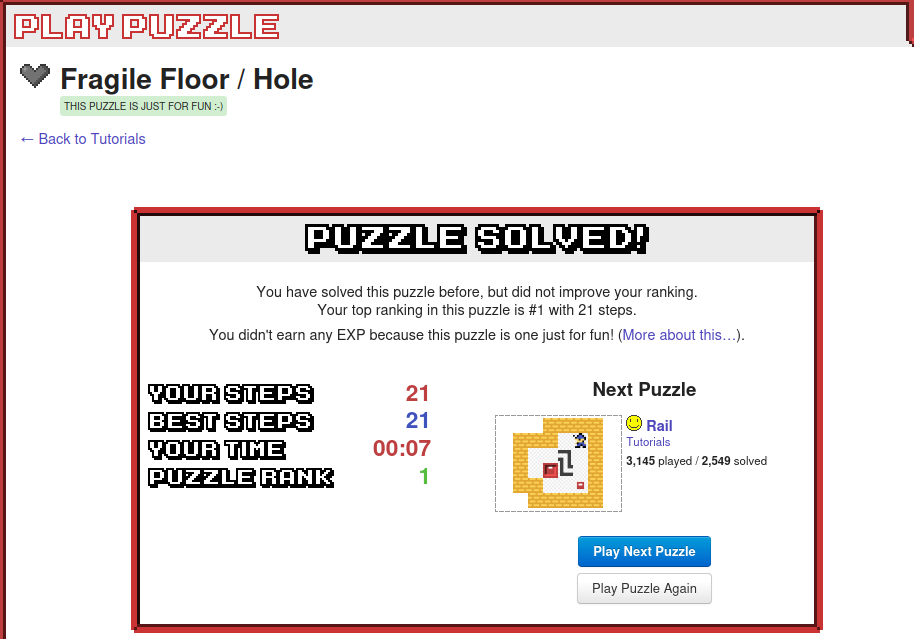 PLAY PUZZLE
Fragile Floor / Hole
THIS PUZZLE IS JUST FOR FUN :-)
← Back to Tutorials
PUZZLE SOLVED!
You have solved this puzzle before, but did not improve your ranking.
Your top ranking in this puzzle is #1 with 21 steps.
You didn't earn any EXP because this puzzle is one just for fun! (More about this…).
YOUR STEPS 21
BEST STEPS 21
YOUR TIME 00:07
PUZZLE RANK 1
Next Puzzle
Rail
Tutorials
3,145 played / 2,549 solved
Play Next Puzzle
Play Puzzle Again